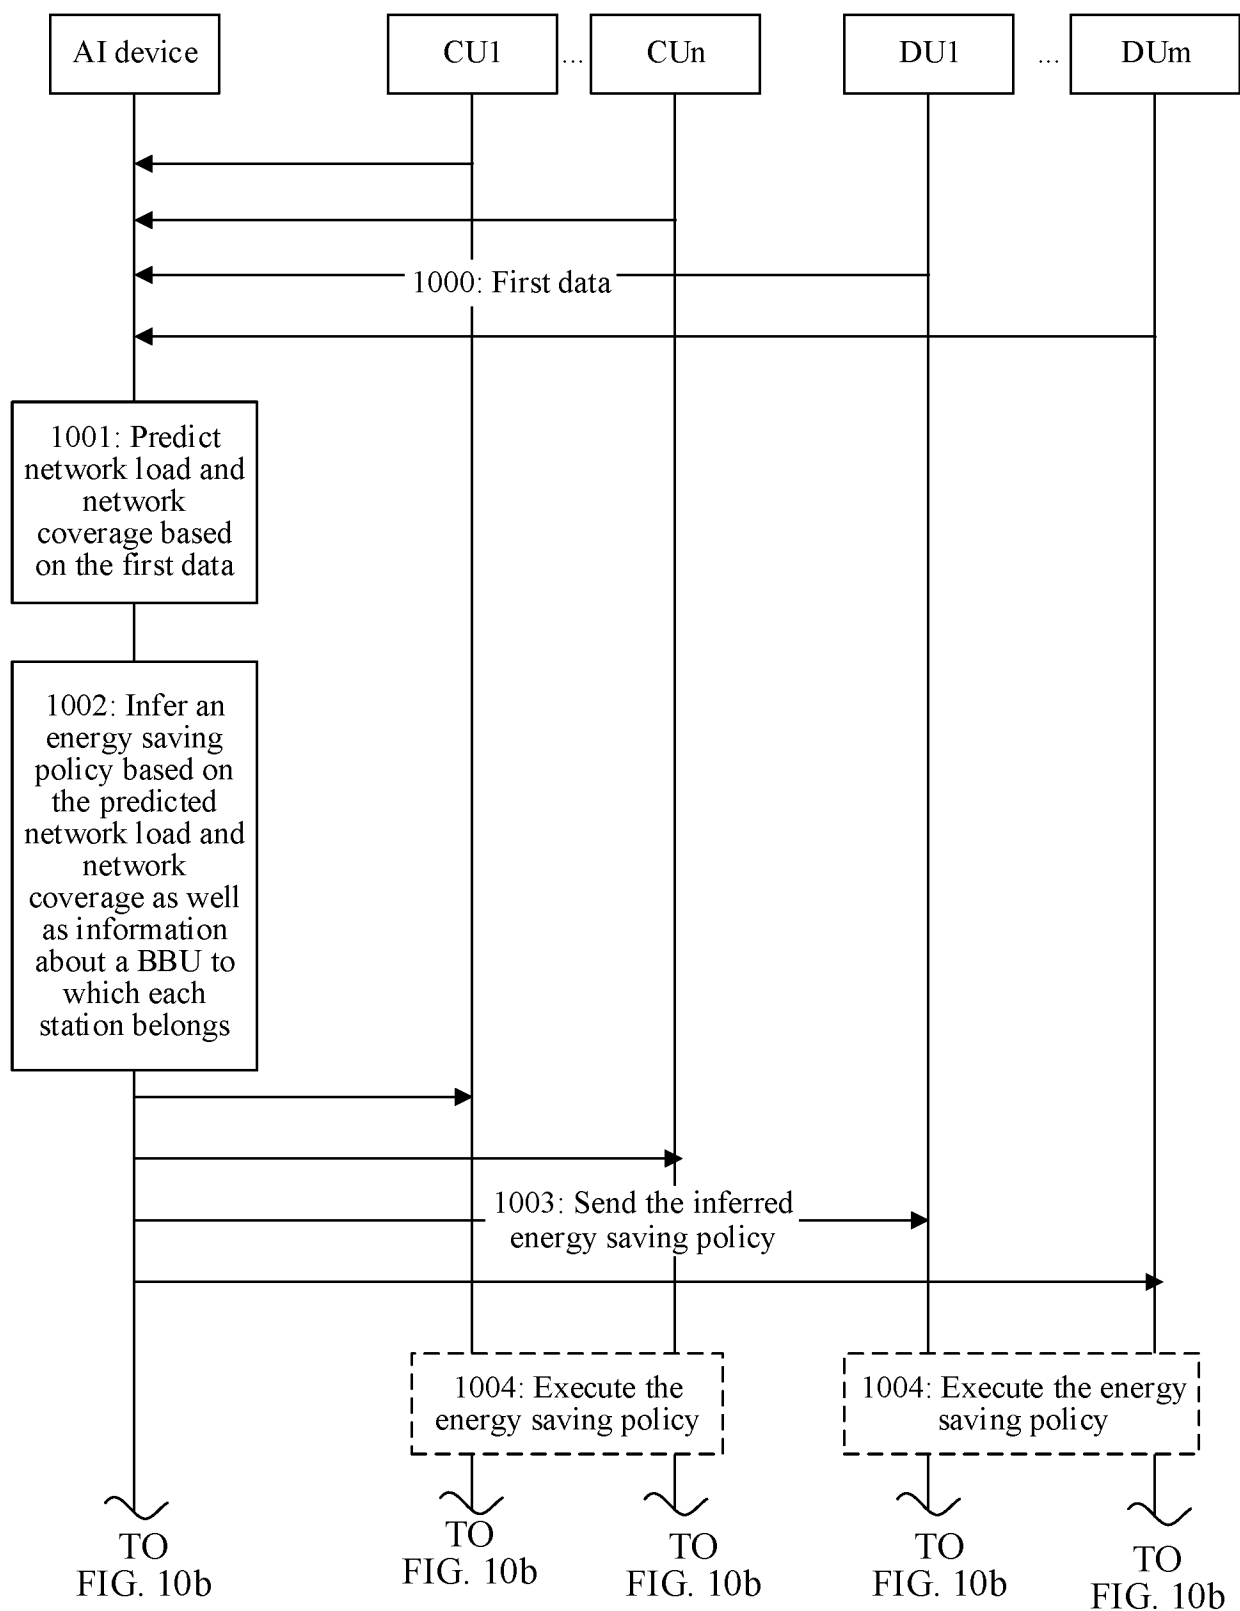 AI device
CU1
...
CUn
DU1
...
DUm
1000: First data
1001: Predict
network load and
network
coverage based
on the first data
1002: Infer an
energy saving
policy based on
the predicted
network load and
network
coverage as well
as information
about a BBU to
which each
station belongs
1003: Send the inferred
energy saving policy
1004: Execute the
energy saving policy
1004: Execute the energy
saving policy
TO
FIG. 10b
TO
FIG. 10b
TO
FIG. 10b
TO
FIG. 10b
TO
FIG. 10b